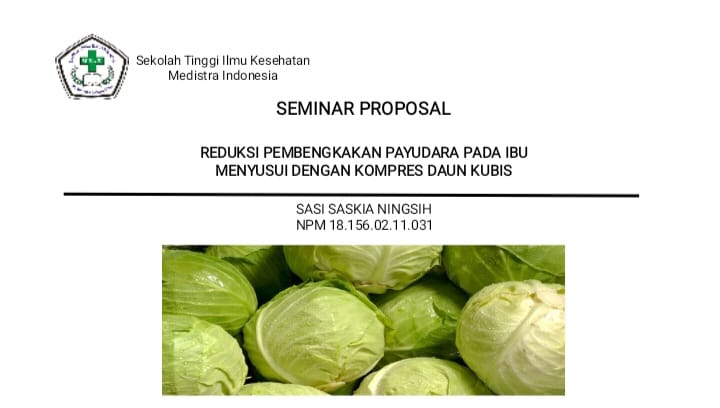 Sekolah Tinggi Ilmu Kesehatan
Medistra Indonesia
SEMINAR PROPOSAL
REDUKSI PEMBENGKAKAN PAYUDARA PADA IBU
MENYUSUI DENGAN KOMPRES DAUN KUBIS
SASI SASKIA NINGSIH
NPM 18.156.02.11.031